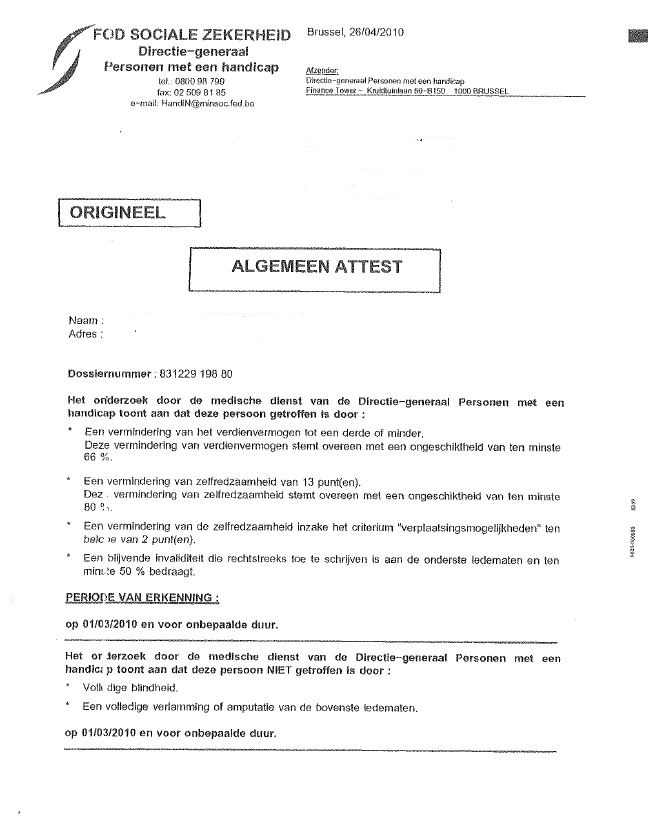 FOD SOCIALE ZEKERHEID
Directie-generaal
Personen met een handicap
tel.: 0800 98 799
fax: 02 509 81 85
e-mail: HandiN@minsoc.fed.be
Brussel, 26/04/2010
Afzender:
Directie-generaal Personen met een handicap
Finance Tower - Kruidtuinlaan 50-B150 1000 BRUSSEL
ORIGINEEL
ALGEMEEN ATTEST
Naam :
Adres :
Dossiernummer : 831229 198 80
Het onderzoek door de medische dienst van de Directie-generaal Personen met een
handicap toont aan dat deze persoon getroffen is door :
* Een vermindering van het verdienvermogen tot een derde of minder.
Deze vermindering van verdienvermogen stemt overeen met een ongeschiktheid van ten minste
66 %.
* Een vermindering van zelfredzaamheid van 13 punt(en).
Dez . vermindering van zelfredzaamheid stemt overeen met een ongeschiktheid van ten minste
80 %.
* Een vermindering van de zelfredzaamheid inzake het criterium "verplaatsingsmogelijkheden" ten
belope van 2 punt(en).
* Een blijvende invaliditeit die rechtstreeks toe te schrijven is aan de onderste ledematen en ten
minste 50 % bedraagt.
PERIODE VAN ERKENNING :
op 01/03/2010 en voor onbepaalde duur.
Het onderzoek door de medische dienst van de Directie-generaal Personen met een
handicap toont aan dat deze persoon NIET getroffen is door :
* Volledige blindheid.
* Een volledige verlamming of amputatie van de bovenste ledematen.
op 01/03/2010 en voor onbepaalde duur.